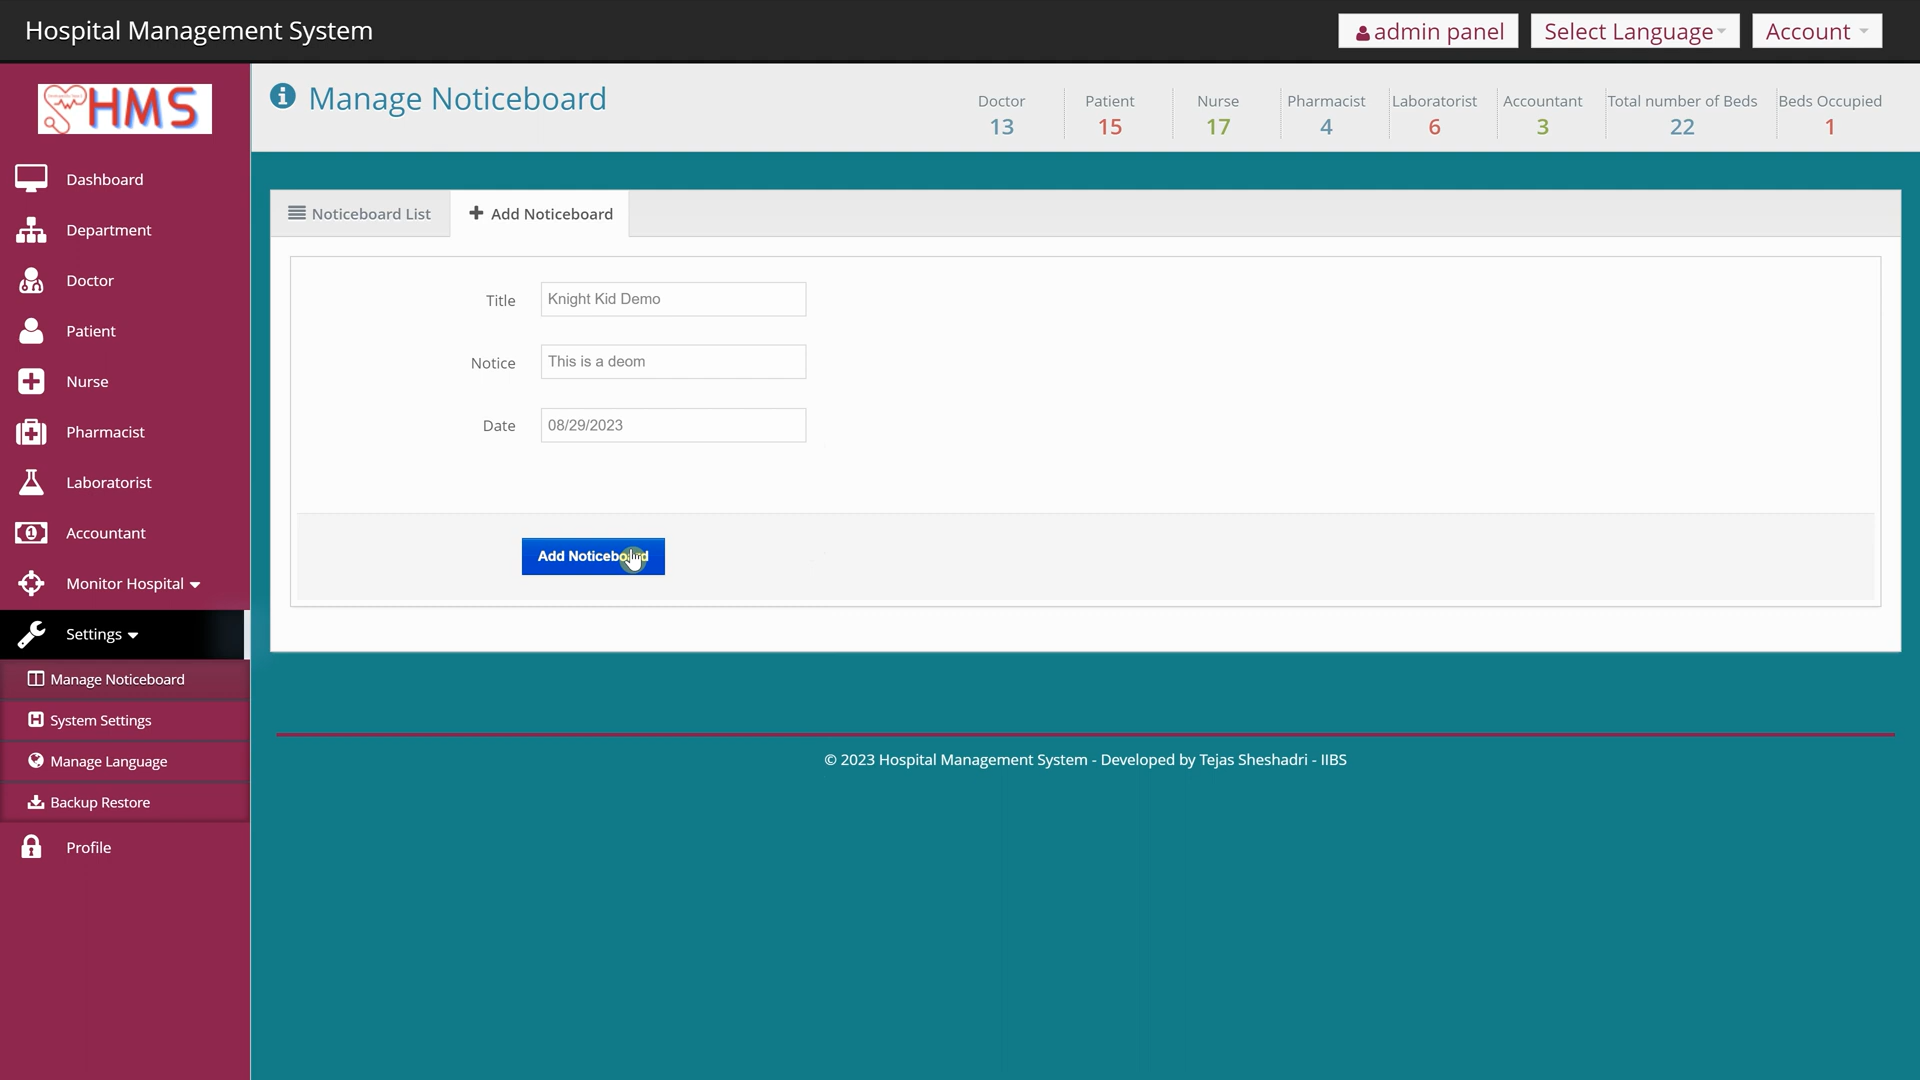 Hospital Management System
admin panel
Select Language
Account
HMS
Manage Noticeboard
Doctor
13
Patient
15
Nurse
17
Pharmacist
4
Laboratorist
6
Accountant
3
Total number of Beds
22
Beds Occupied
1
Dashboard
Department
Doctor
Patient
Nurse
Pharmacist
Laboratorist
Accountant
Monitor Hospital
Settings
Manage Noticeboard
System Settings
Manage Language
Backup Restore
Profile
Noticeboard List
Add Noticeboard
Title
Knight Kid Demo
Notice
This is a deom
Date
08/29/2023
Add Noticeboard
© 2023 Hospital Management System - Developed by Tejas Sheshadri - IIBS